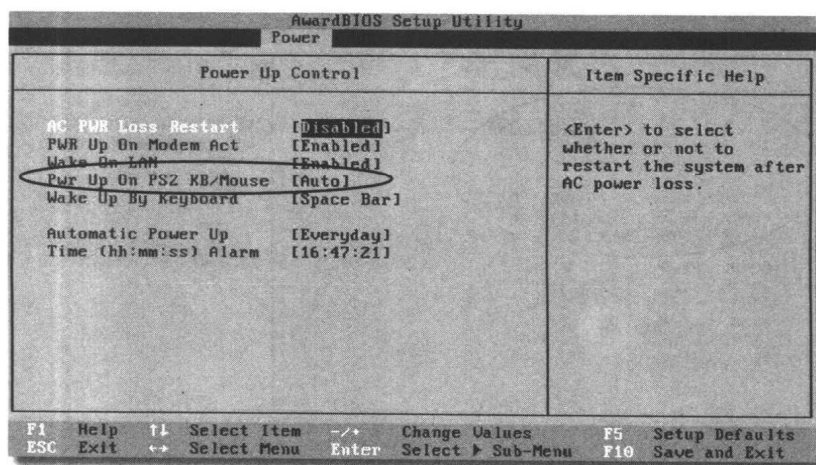 AwardBIOS Setup Utility
Power
Power Up Control
Item Specific Help
AC PWR Loss Restart [Disabled]
PWR Up On Modem Act [Enabled]
Wake On LAN [Enabled]
Pwr Up On PS2 KB/Mouse [Auto]
Wake Up By Keyboard [Space Bar]
Automatic Power Up [Everyday]
Time (hh:mm:ss) Alarm [16:47:21]
<Enter> to select
whether or not to
restart the system after
AC power loss.
F1 Help ↑↓ Select Item -/+ Change Values F5 Setup Defaults
ESC Exit ←→ Select Menu Enter Select ▶ Sub-Menu F10 Save and Exit